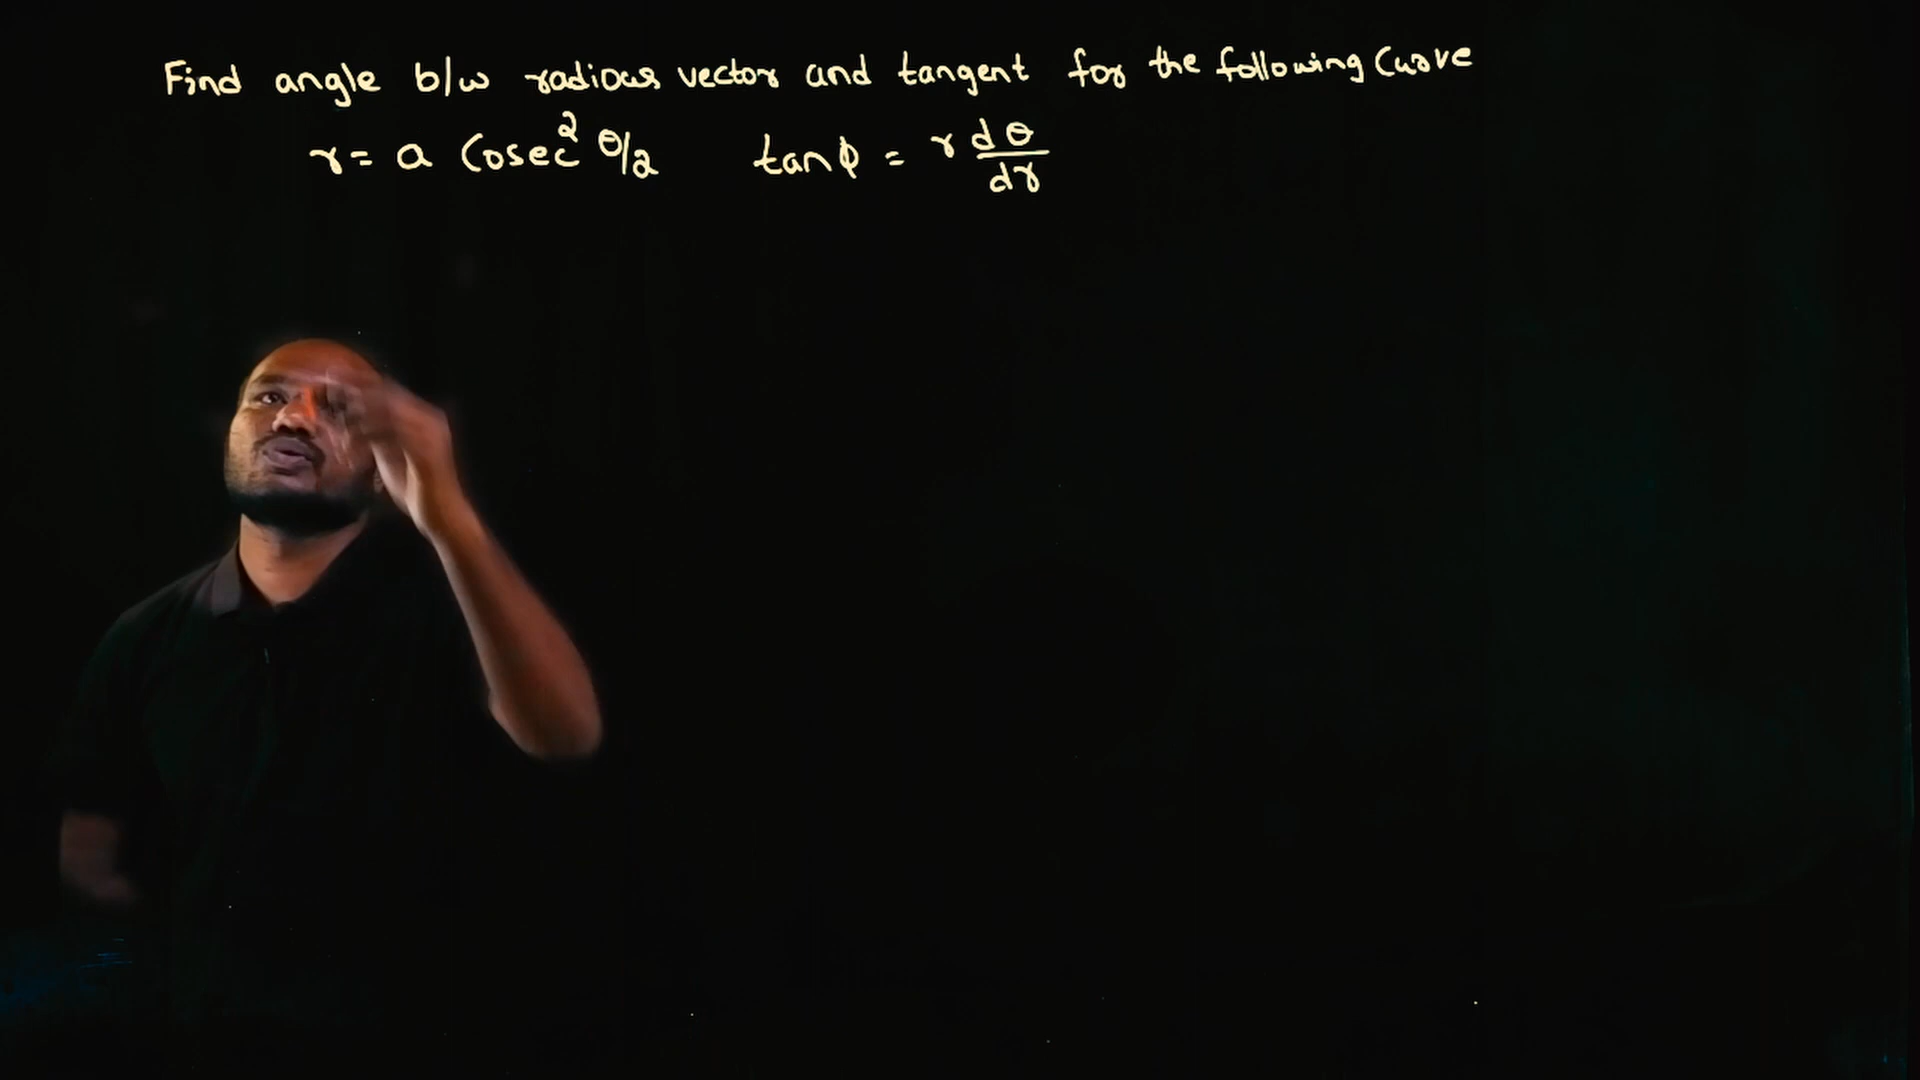 Find angle b/w radious vector and tangent for the following Curve
r = a Cosec² θ/2 tanϕ = r dθ/dr